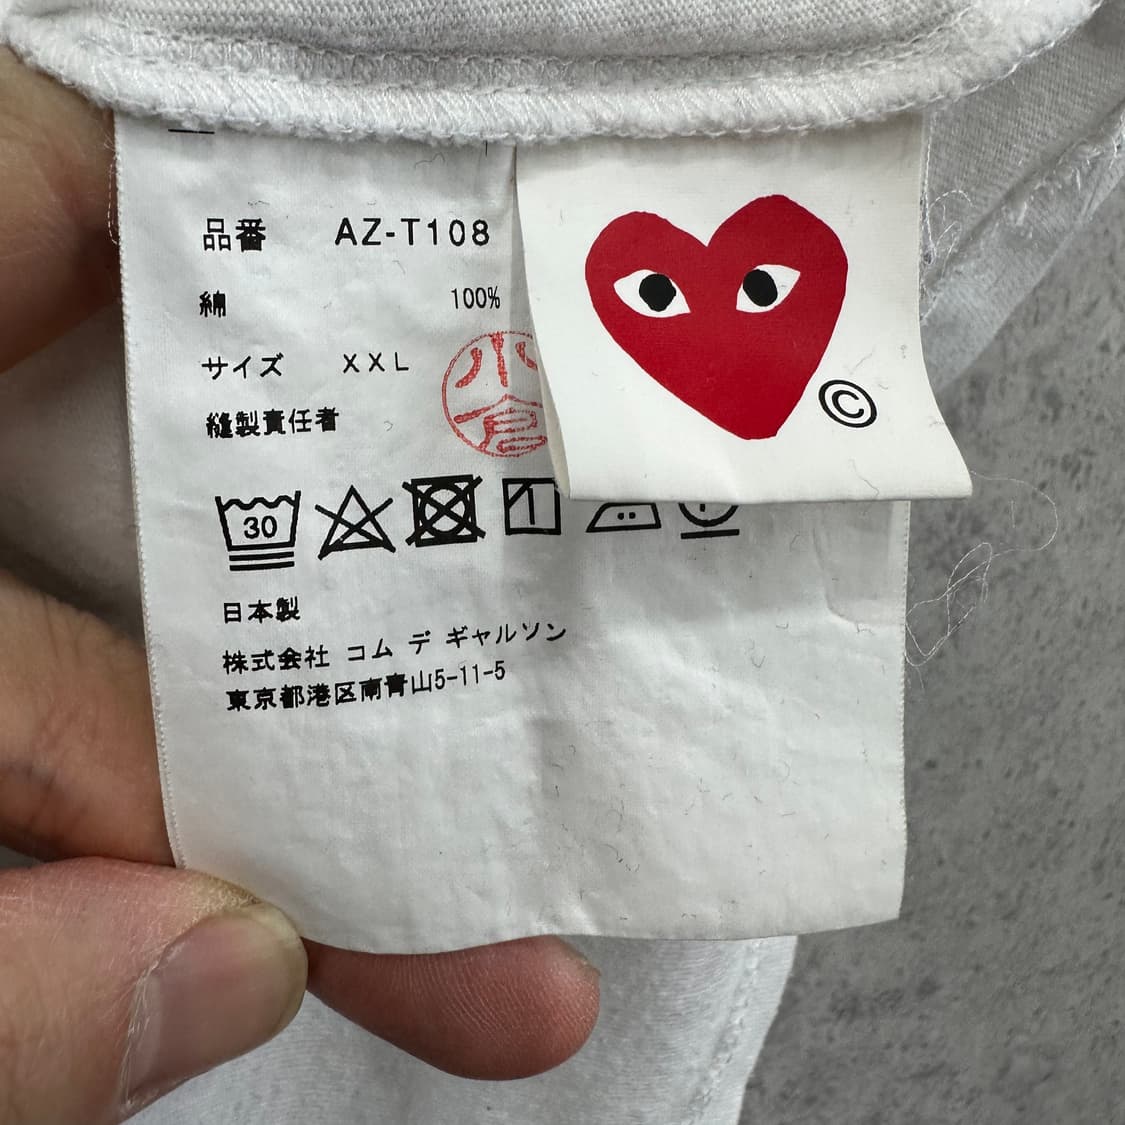 品番 AZ-T108
綿 100%
サイズ XXL
縫製責任者
小倉
30
日本製
株式会社 コム デ ギャルソン
東京都港区南青山5-11-5
©